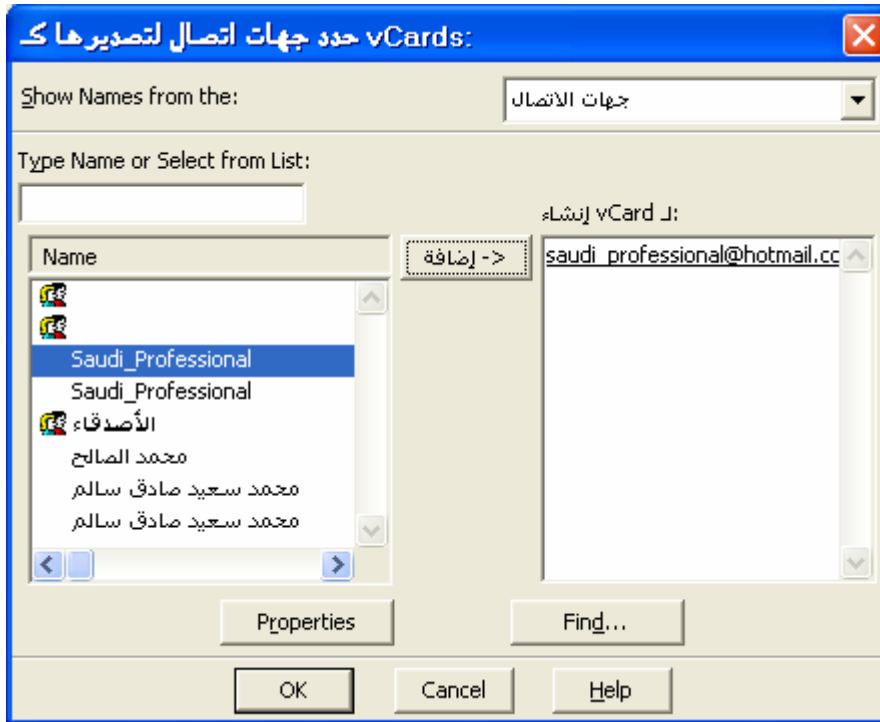 حدد جهات اتصال لتصديرها كـ vCards:
Show Names from the:
جهات الاتصال
Type Name or Select from List:
إنشاء vCard لـ:
Name
إضافة ->
saudi_professional@hotmail.cc
Saudi_Professional
Saudi_Professional
الأصدقاء
محمد الصالح
محمد سعيد صادق سالم
محمد سعيد صادق سالم
Properties
Find...
OK
Cancel
Help